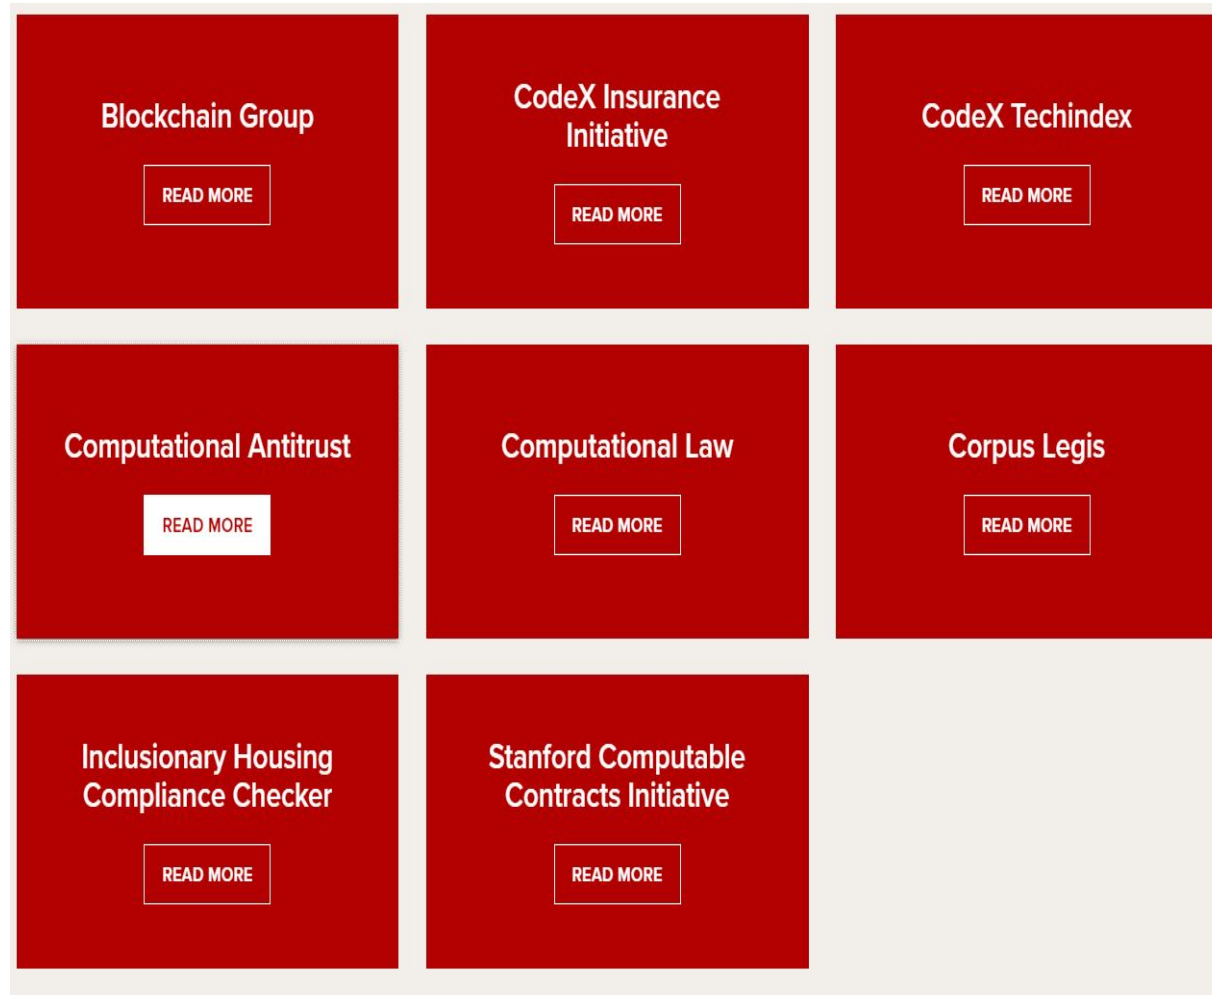 Blockchain Group
READ MORE
CodeX Insurance
Initiative
READ MORE
CodeX Techindex
READ MORE
Computational Antitrust
READ MORE
Computational Law
READ MORE
Corpus Legis
READ MORE
Inclusionary Housing
Compliance Checker
READ MORE
Stanford Computable
Contracts Initiative
READ MORE